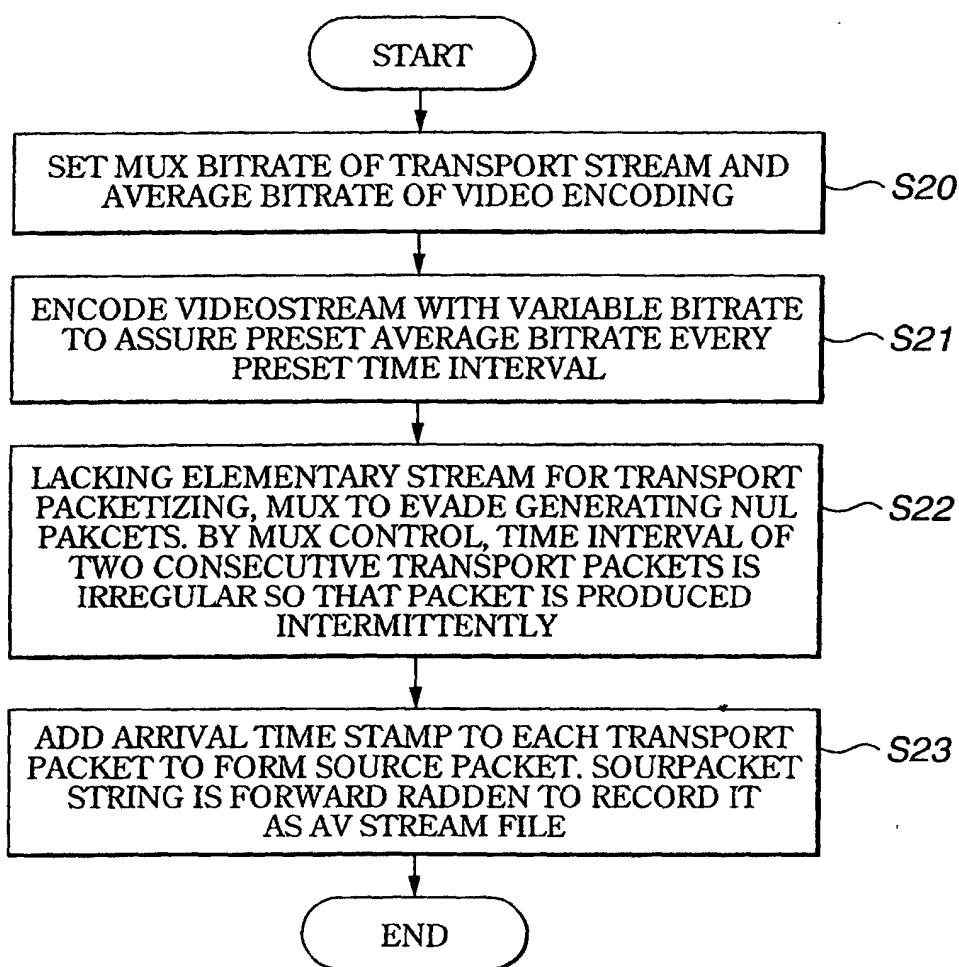 START
SET MUX BITRATE OF TRANSPORT STREAM AND
AVERAGE BITRATE OF VIDEO ENCODING
S20
ENCODE VIDEOSTREAM WITH VARIABLE BITRATE
TO ASSURE PRESET AVERAGE BITRATE EVERY
PRESET TIME INTERVAL
S21
LACKING ELEMENTARY STREAM FOR TRANSPORT
PACKETIZING, MUX TO EVADE GENERATING NUL
PAKCETS. BY MUX CONTROL, TIME INTERVAL OF
TWO CONSECUTIVE TRANSPORT PACKETS IS
IRREGULAR SO THAT PACKET IS PRODUCED
INTERMITTENTLY
S22
ADD ARRIVAL TIME STAMP TO EACH TRANSPORT
PACKET TO FORM SOURCE PACKET. SOURPACKET
STRING IS FORWARD RADDEN TO RECORD IT
AS AV STREAM FILE
S23
END